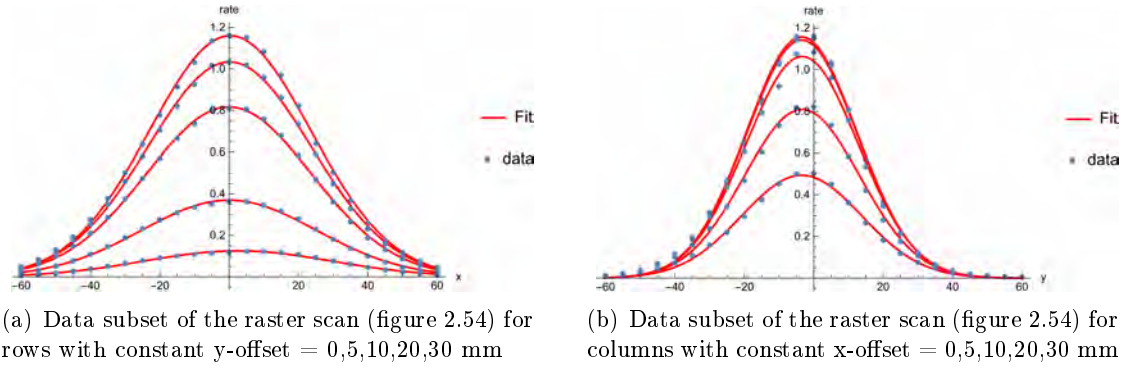 rate
1.2
1.0
0.8
0.6
0.4
0.2
−60 −40 −20 0 20 40 60
x
Fit
data
(a) Data subset of the raster scan (figure 2.54) for
rows with constant y-offset = 0,5,10,20,30 mm
rate
1.2
1.0
0.8
0.6
0.4
0.2
−60 −40 −20 0 20 40 60
y
Fit
data
(b) Data subset of the raster scan (figure 2.54) for
columns with constant x-offset = 0,5,10,20,30 mm